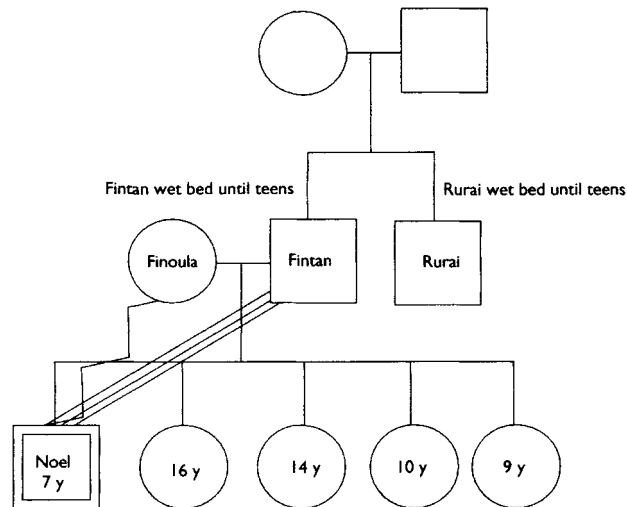 Fintan wet bed until teens
Rurai wet bed until teens
Finoula
Fintan
Rurai
Noel
7 y
16 y
14 y
10 y
9 y